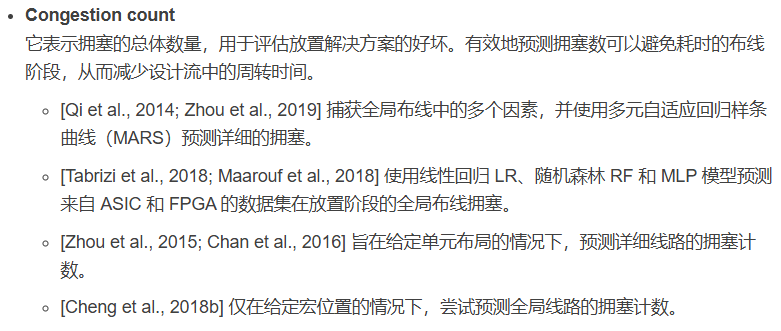 Congestion count
它表示拥塞的总体数量，用于评估放置解决方案的好坏。有效地预测拥塞数可以避免耗时的布线
阶段，从而减少设计流中的周转时间。
[Qi et al., 2014; Zhou et al., 2019] 捕获全局布线中的多个因素，并使用多元自适应回归样条
曲线（MARS）预测详细的拥塞。
[Tabrizi et al., 2018; Maarouf et al., 2018] 使用线性回归 LR、随机森林 RF 和 MLP 模型预测
来自 ASIC 和 FPGA 的数据集在放置阶段的全局布线拥塞。
[Zhou et al., 2015; Chan et al., 2016] 旨在给定单元布局的情况下，预测详细线路的拥塞计
数。
[Cheng et al., 2018b] 仅在给定宏位置的情况下，尝试预测全局线路的拥塞计数。